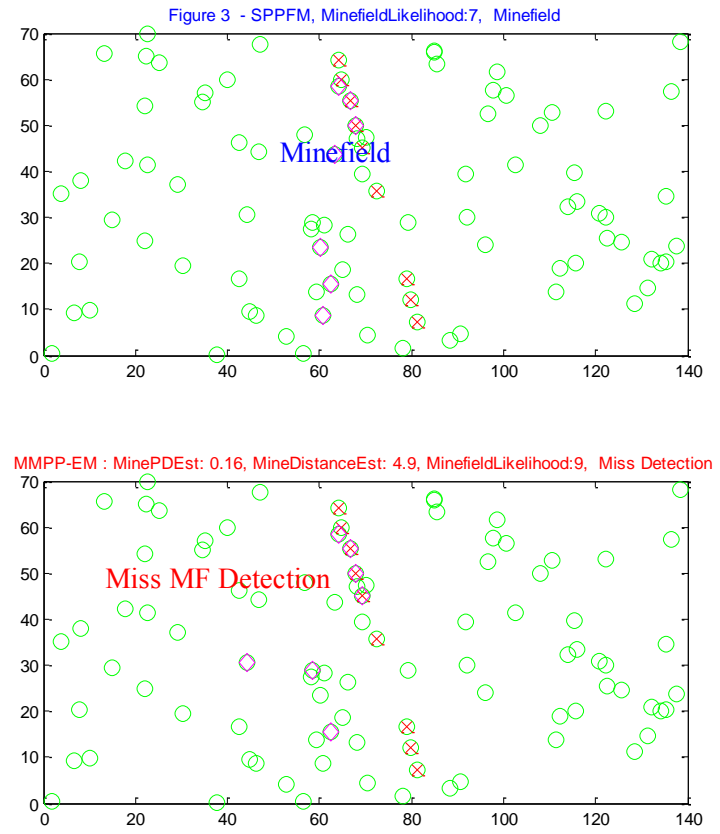 Figure 3 - SPPFM, MinefieldLikelihood:7, Minefield
70
60
50
40
30
20
10
0
Minefield
0 20 40 60 80 100 120 140
MMPP-EM : MinePDEst: 0.16, MineDistanceEst: 4.9, MinefieldLikelihood:9, Miss Detection
70
60
50
40
30
20
10
0
Miss MF Detection
0 20 40 60 80 100 120 140